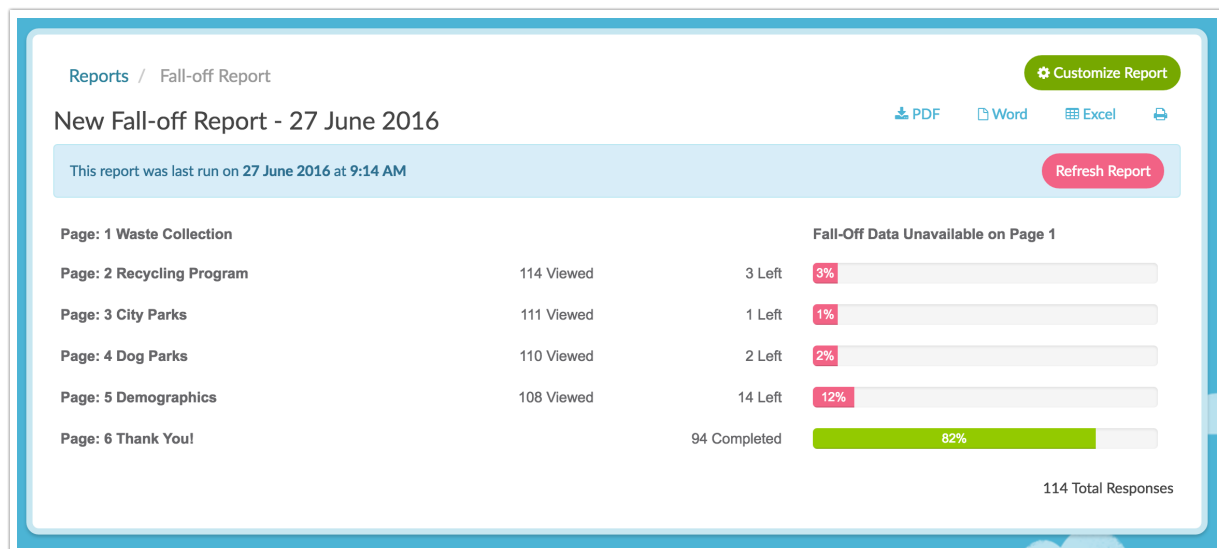 Reports / Fall-off Report
Customize Report
New Fall-off Report - 27 June 2016
PDF Word Excel
This report was last run on 27 June 2016 at 9:14 AM
Refresh Report
Page: 1 Waste Collection Fall-Off Data Unavailable on Page 1
Page: 2 Recycling Program 114 Viewed 3 Left 3%
Page: 3 City Parks 111 Viewed 1 Left 1%
Page: 4 Dog Parks 110 Viewed 2 Left 2%
Page: 5 Demographics 108 Viewed 14 Left 12%
Page: 6 Thank You! 94 Completed 82%
114 Total Responses